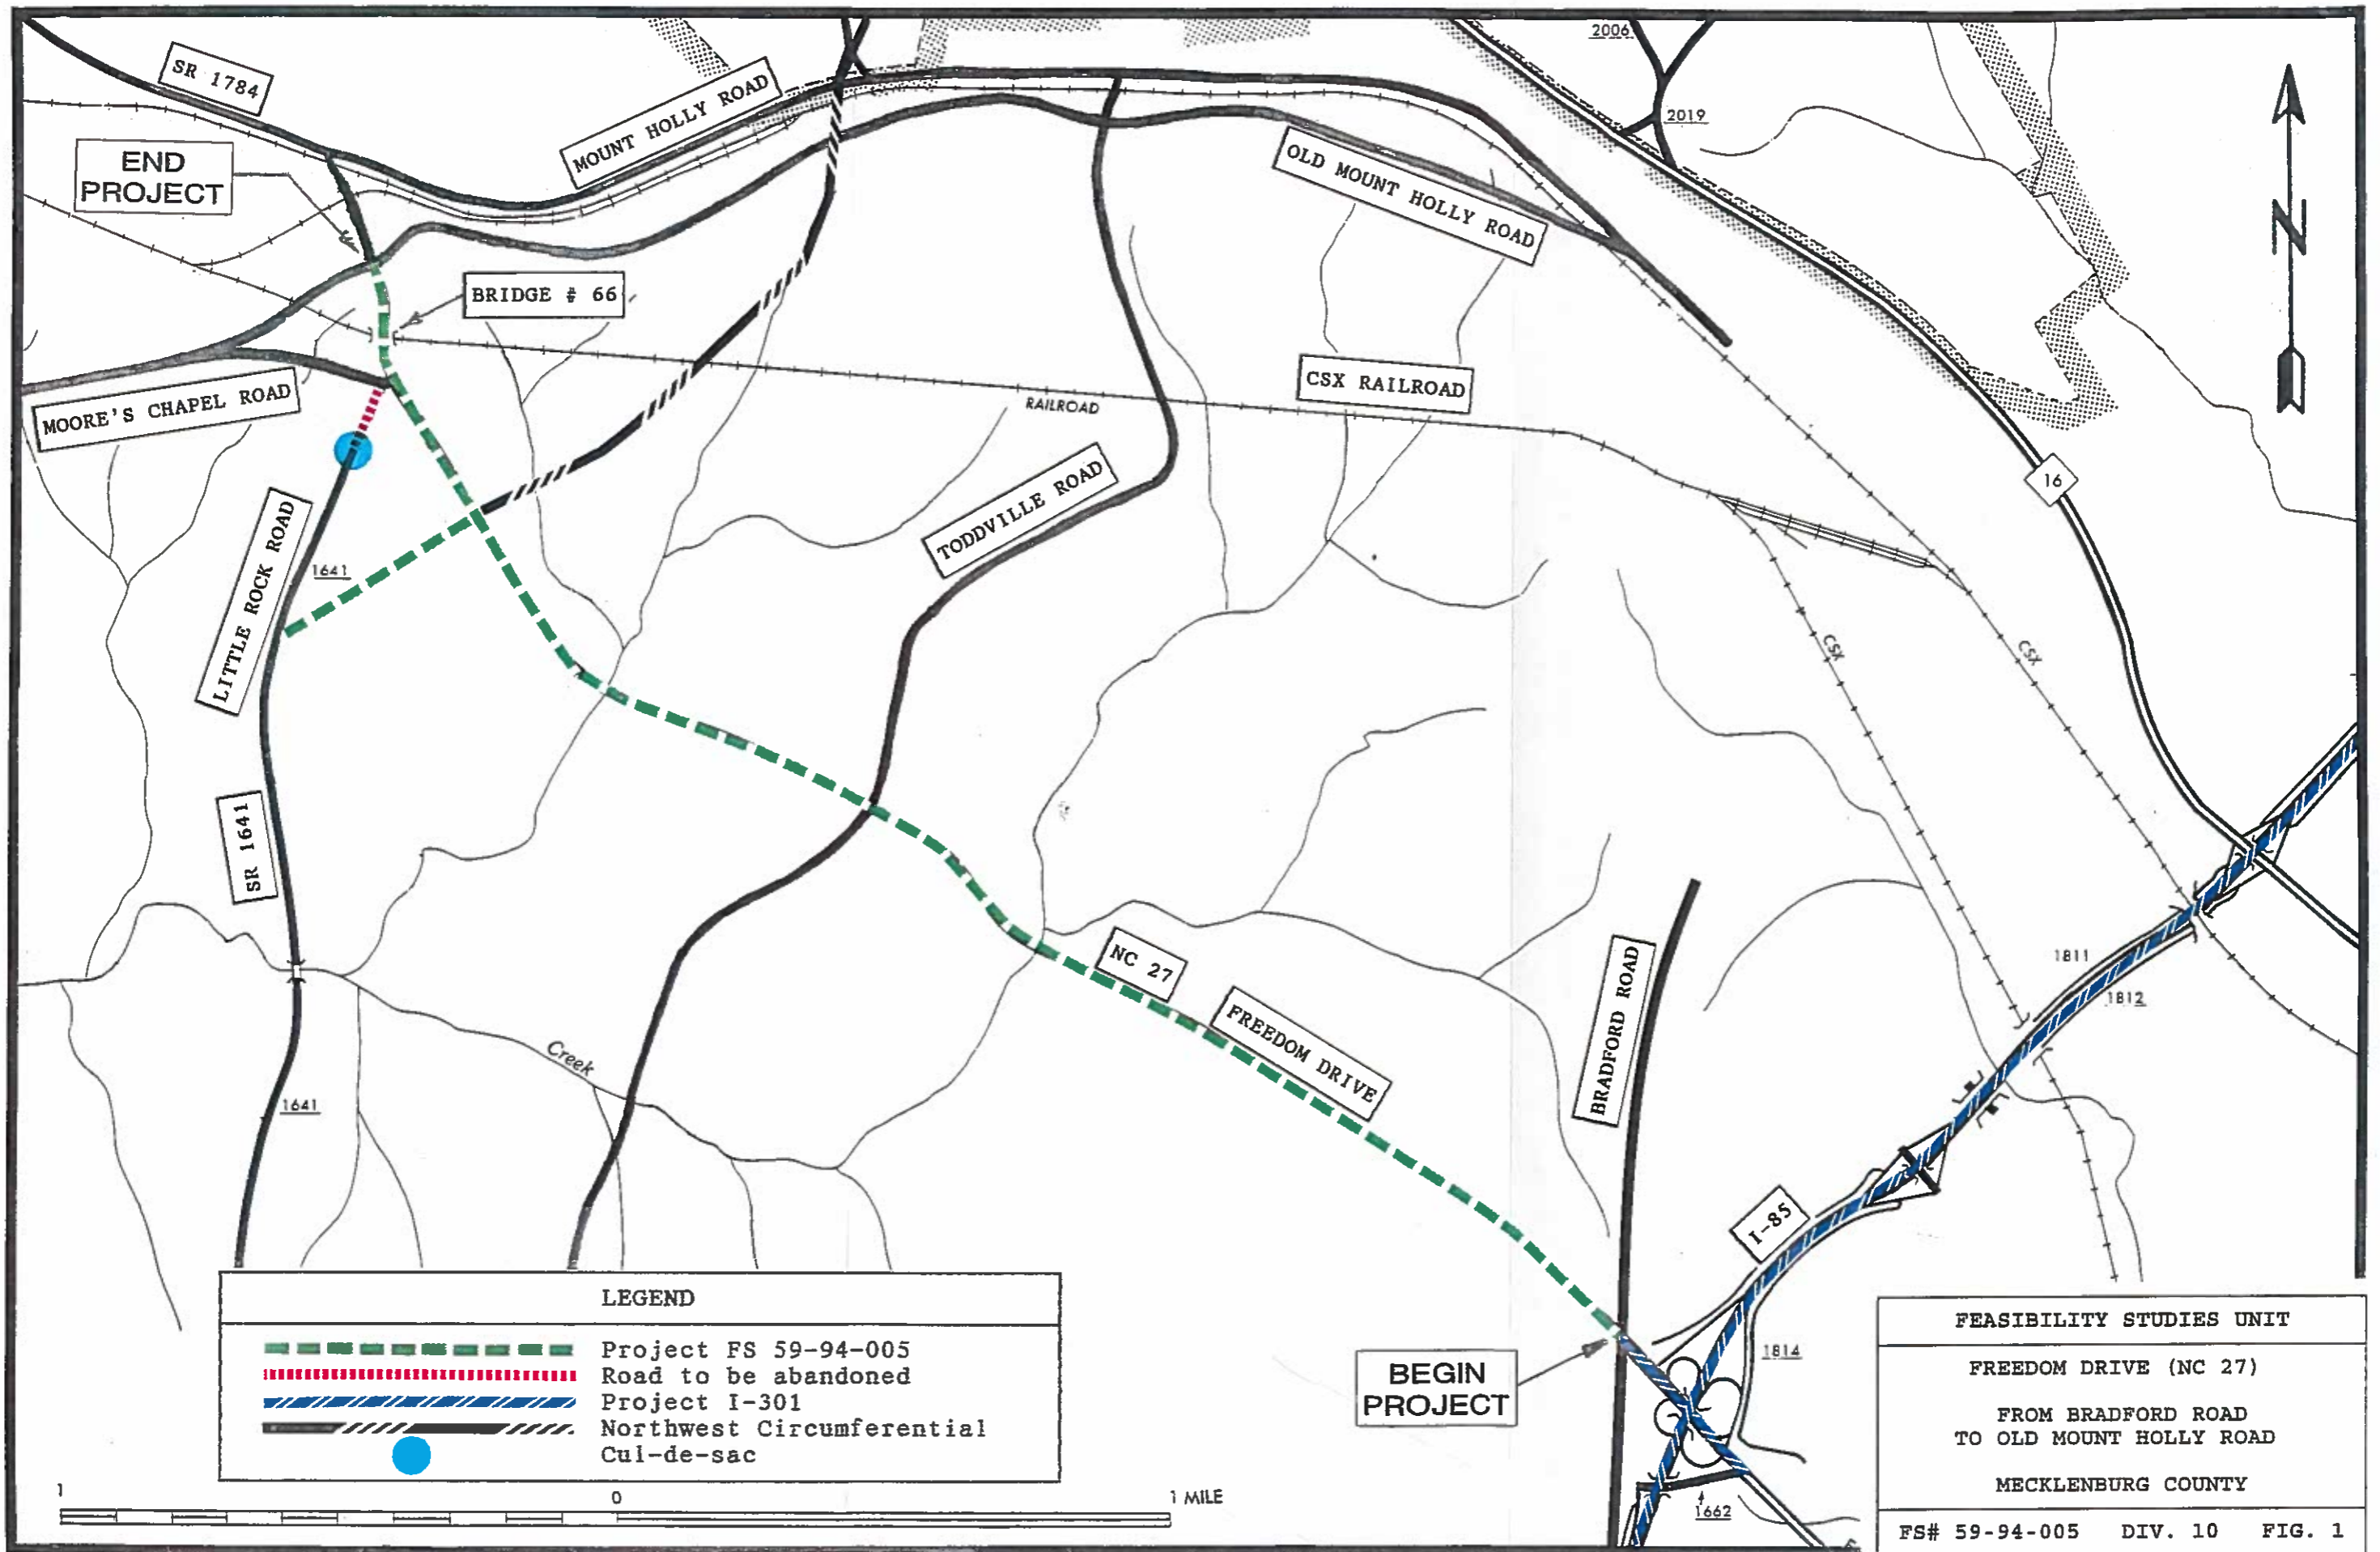 2006
SR 1784
MOUNT HOLLY ROAD
2019
END
PROJECT
OLD MOUNT HOLLY ROAD
N
BRIDGE # 66
CSX RAILROAD
MOORE'S CHAPEL ROAD
RAILROAD
16
TODDVILLE ROAD
LITTLE ROCK ROAD
1641
CSX
CSX
SR 1641
NC 27
BRADFORD ROAD
1811
1812
FREEDOM DRIVE
Creek
1641
I-85
1814
BEGIN
PROJECT
1662
LEGEND
Project FS 59-94-005
Road to be abandoned
Project I-301
Northwest Circumferential
Cul-de-sac
1 0 1 MILE
FEASIBILITY STUDIES UNIT
FREEDOM DRIVE (NC 27)
FROM BRADFORD ROAD
TO OLD MOUNT HOLLY ROAD
MECKLENBURG COUNTY
FS# 59-94-005 DIV. 10 FIG. 1